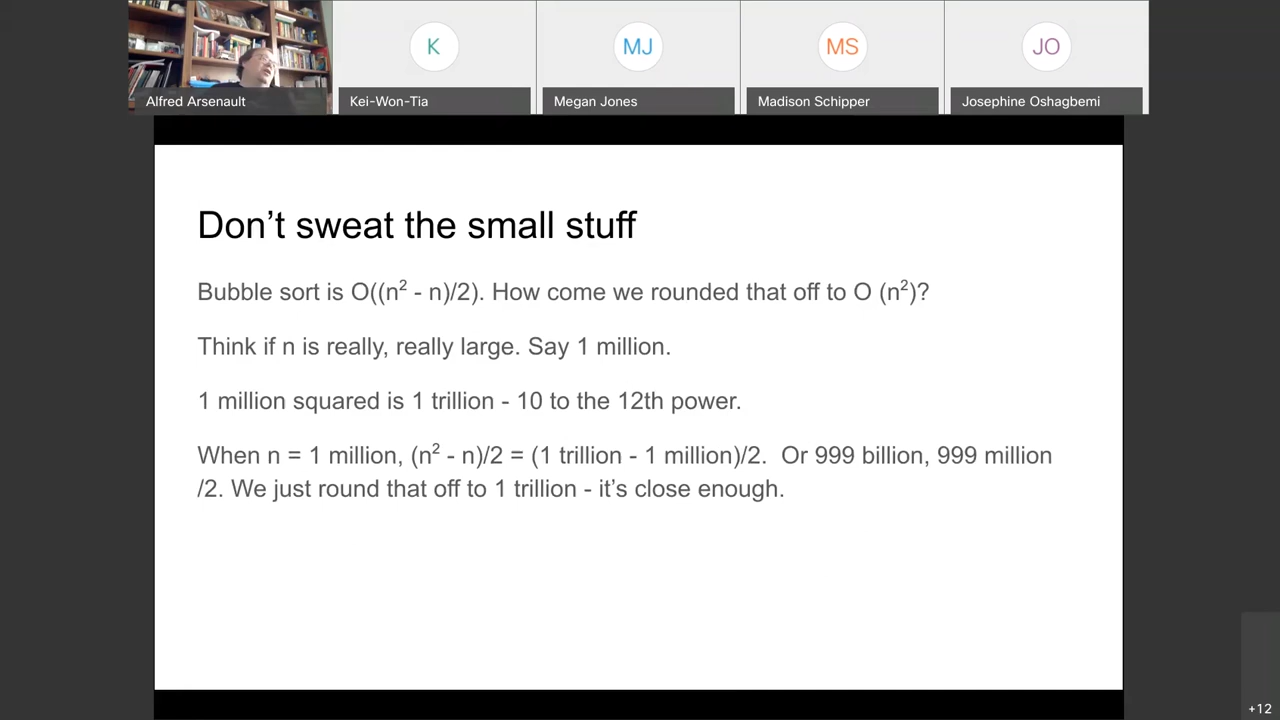 K
MJ
MS
JO
Alfred Arsenault
Kei-Won-Tia
Megan Jones
Madison Schipper
Josephine Oshagbemi
Don’t sweat the small stuff
Bubble sort is O((n² - n)/2). How come we rounded that off to O (n²)?
Think if n is really, really large. Say 1 million.
1 million squared is 1 trillion - 10 to the 12th power.
When n = 1 million, (n² - n)/2 = (1 trillion - 1 million)/2.  Or 999 billion, 999 million
/2. We just round that off to 1 trillion - it’s close enough.
+12